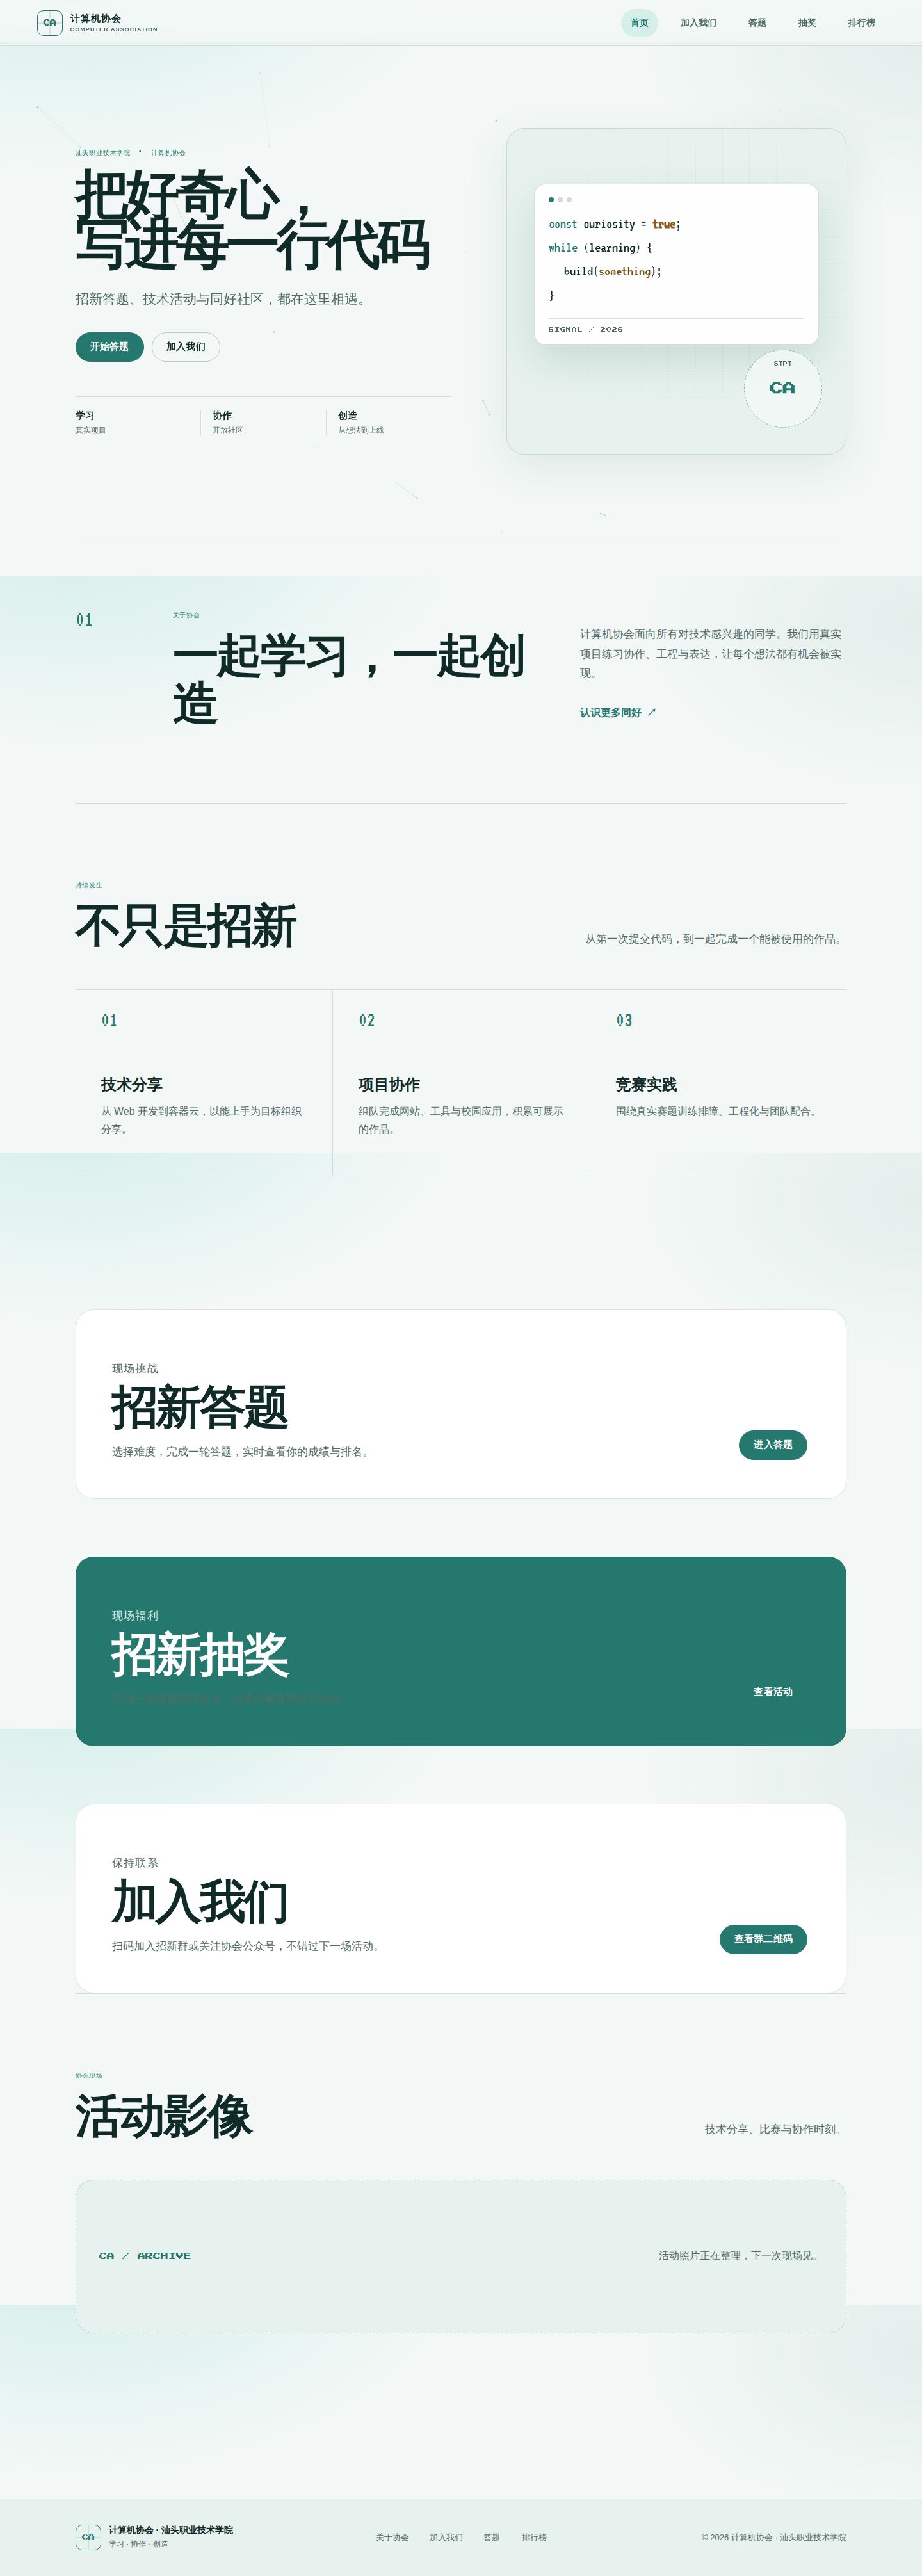 CA
计算机协会
COMPUTER ASSOCIATION
首页
加入我们
答题
抽奖
排行榜
汕头职业技术学院 · 计算机协会
把好奇心，
写进每一行代码
招新答题、技术活动与同好社区，都在这里相遇。
开始答题
加入我们
学习
真实项目
协作
开放社区
创造
从想法到上线
const curiosity = true;
while (learning) {
build(something);
}
SIGNAL / 2026
STPT
CA
01
关于协会
一起学习，一起创
造
计算机协会面向所有对技术感兴趣的同学。我们用真实
项目练习协作、工程与表达，让每个想法都有机会被实
现。
认识更多同好 ↗
持续发生
不只是招新
从第一次提交代码，到一起完成一个能被使用的作品。
01
技术分享
从 Web 开发到容器云，以能上手为目标组织
分享。
02
项目协作
组队完成网站、工具与校园应用，积累可展示
的作品。
03
竞赛实践
围绕真实赛题训练排障、工程化与团队配合。
现场挑战
招新答题
选择难度，完成一轮答题，实时查看你的成绩与排名。
进入答题
现场福利
招新抽奖
查看活动
保持联系
加入我们
扫码加入招新群或关注协会公众号，不错过下一场活动。
查看群二维码
协会现场
活动影像
技术分享、比赛与协作时刻。
CA / ARCHIVE
活动照片正在整理，下一次现场见。
CA
计算机协会 · 汕头职业技术学院
学习 · 协作 · 创造
关于协会
加入我们
答题
排行榜
© 2026 计算机协会 · 汕头职业技术学院